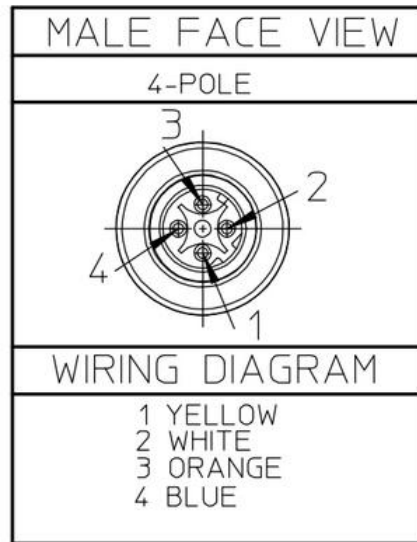 MALE FACE VIEW
4-POLE
3
2
4
1
WIRING DIAGRAM
1 YELLOW
2 WHITE
3 ORANGE
4 BLUE